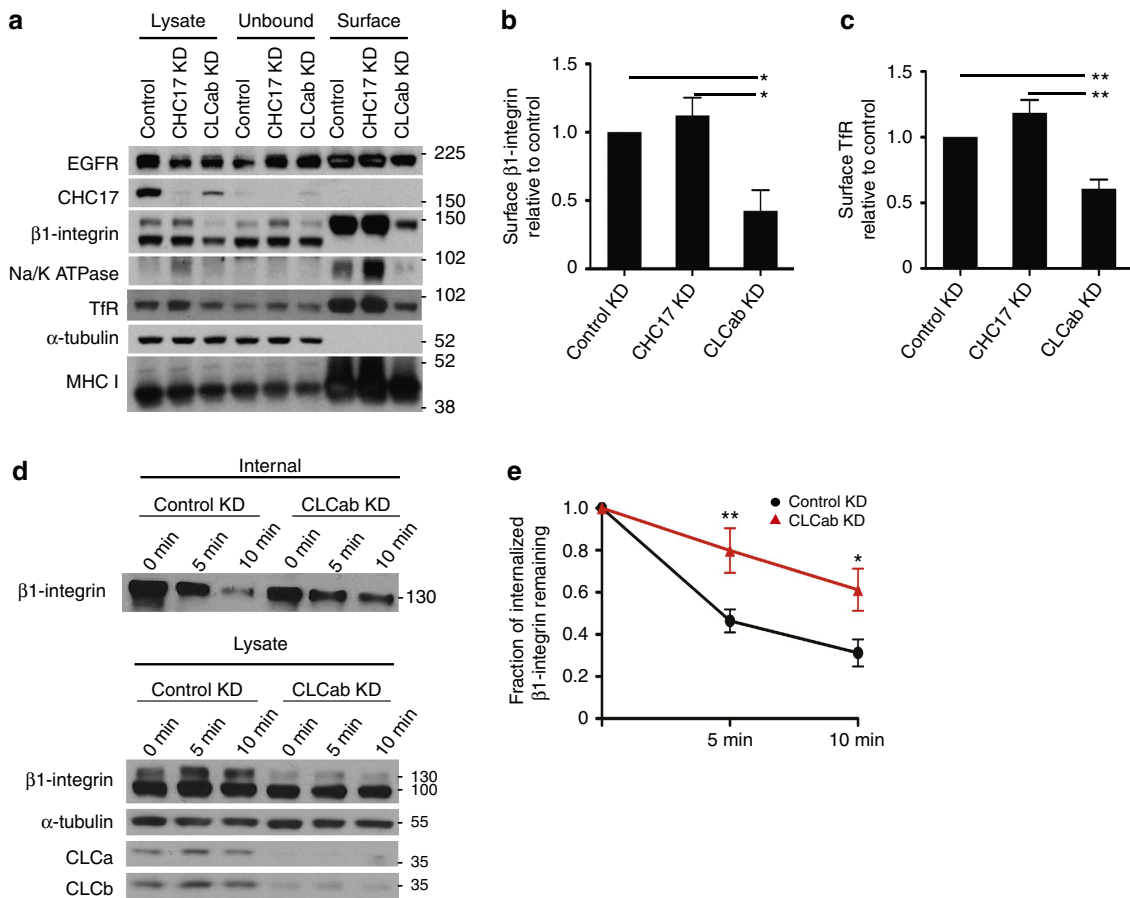 a
Lysate Unbound Surface
Control CHC17 KD CLCab KD Control CHC17 KD CLCab KD Control CHC17 KD CLCab KD
EGFR
225
CHC17
150
β1-integrin
150
Na/K ATPase
102
TfR
102
α-tubulin
52
MHC I
52
38
b
Surface β1-integrin
relative to control
1.5
1.0
0.5
0
*
*
Control KD CHC17 KD CLCab KD
c
Surface TfR
relative to control
1.5
1.0
0.5
0
**
**
Control KD CHC17 KD CLCab KD
d
Internal
Control KD CLCab KD
0 min 5 min 10 min 0 min 5 min 10 min
β1-integrin
130
Lysate
Control KD CLCab KD
0 min 5 min 10 min 0 min 5 min 10 min
β1-integrin
130
100
α-tubulin
55
CLCa
35
CLCb
35
e
Fraction of internalized
β1-integrin remaining
1.0
0.8
0.6
0.4
0.2
0
Control KD
CLCab KD
**
*
5 min 10 min